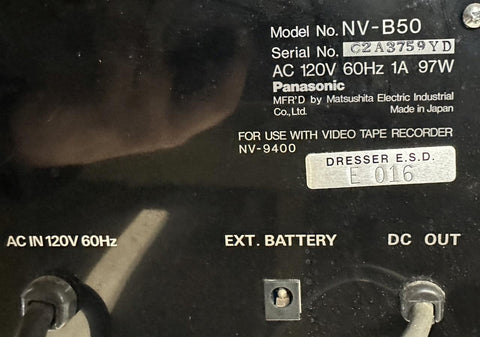 Model No. NV-B50
Serial No. C2A3759YD
AC 120V 60Hz 1A 97W
Panasonic
MFR'D by Matsushita Electric Industrial
Co.,Ltd. Made in Japan
FOR USE WITH VIDEO TAPE RECORDER
NV-9400
DRESSER E.S.D.
E 016
AC IN 120V 60Hz
EXT. BATTERY
DC OUT